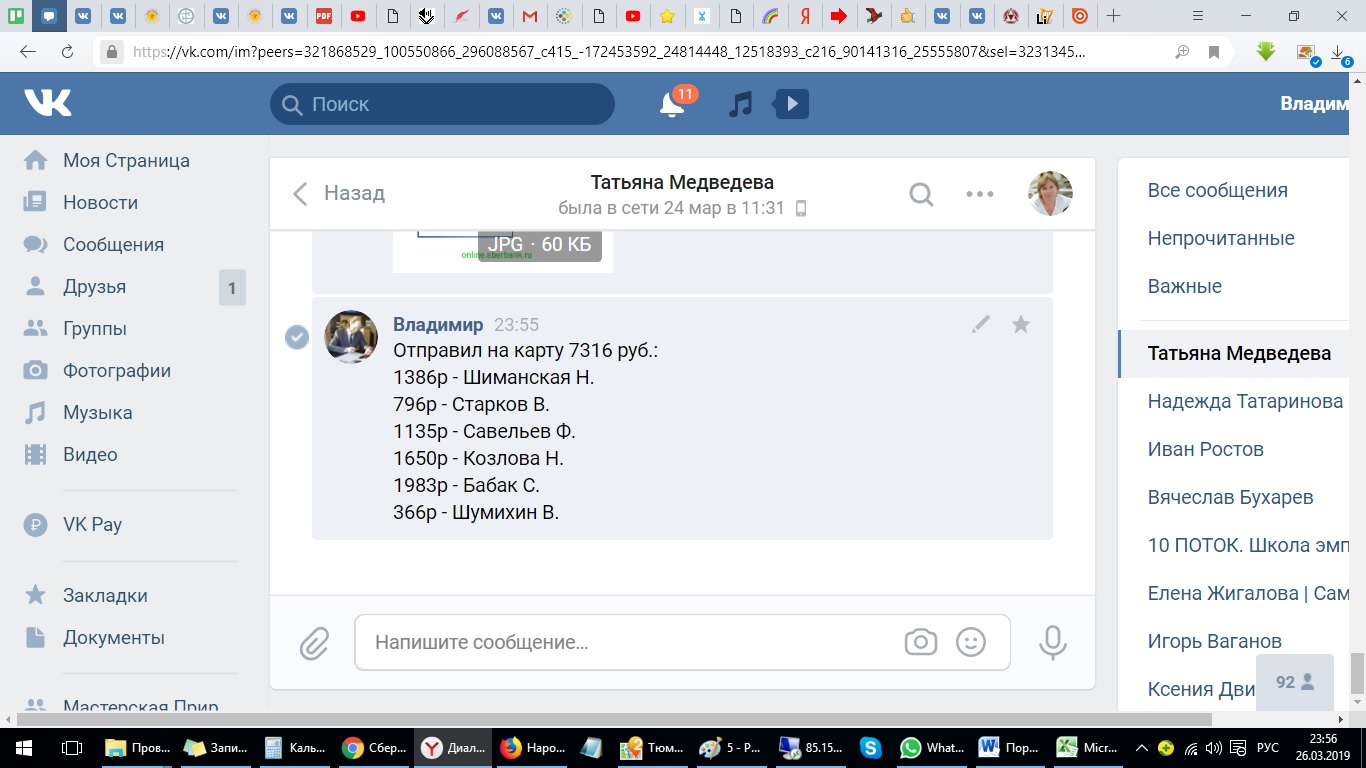 PDF
Я
https://vk.com/im?peers=321868529_100550866_296088567_c415_-172453592_24814448_12518393_c216_90141316_25555807&sel=3231345...
6
Поиск
11
Владим
Моя Страница
Новости
Сообщения
Друзья
1
Группы
Фотографии
Музыка
Видео
VK Pay
Закладки
Документы
Мастерская Прир
Назад
Татьяна Медведева
была в сети 24 мар в 11:31
JPG · 60 КБ
online.sberbank.ru
Владимир 23:55
Отправил на карту 7316 руб.:
1386р - Шиманская Н.
796р - Старков В.
1135р - Савельев Ф.
1650р - Козлова Н.
1983р - Бабак С.
366р - Шумихин В.
Напишите сообщение...
Все сообщения
Непрочитанные
Важные
Татьяна Медведева
Надежда Татаринова
Иван Ростов
Вячеслав Бухарев
10 ПОТОК. Школа эмп
Елена Жигалова | Сам
Игорь Ваганов
Ксения Дви
92
Пров...
Запи...
Каль...
Сбер...
Диал...
Наро...
Тюм...
5 - P...
85.15...
What...
Пор...
Micr...
РУС
23:56
26.03.2019